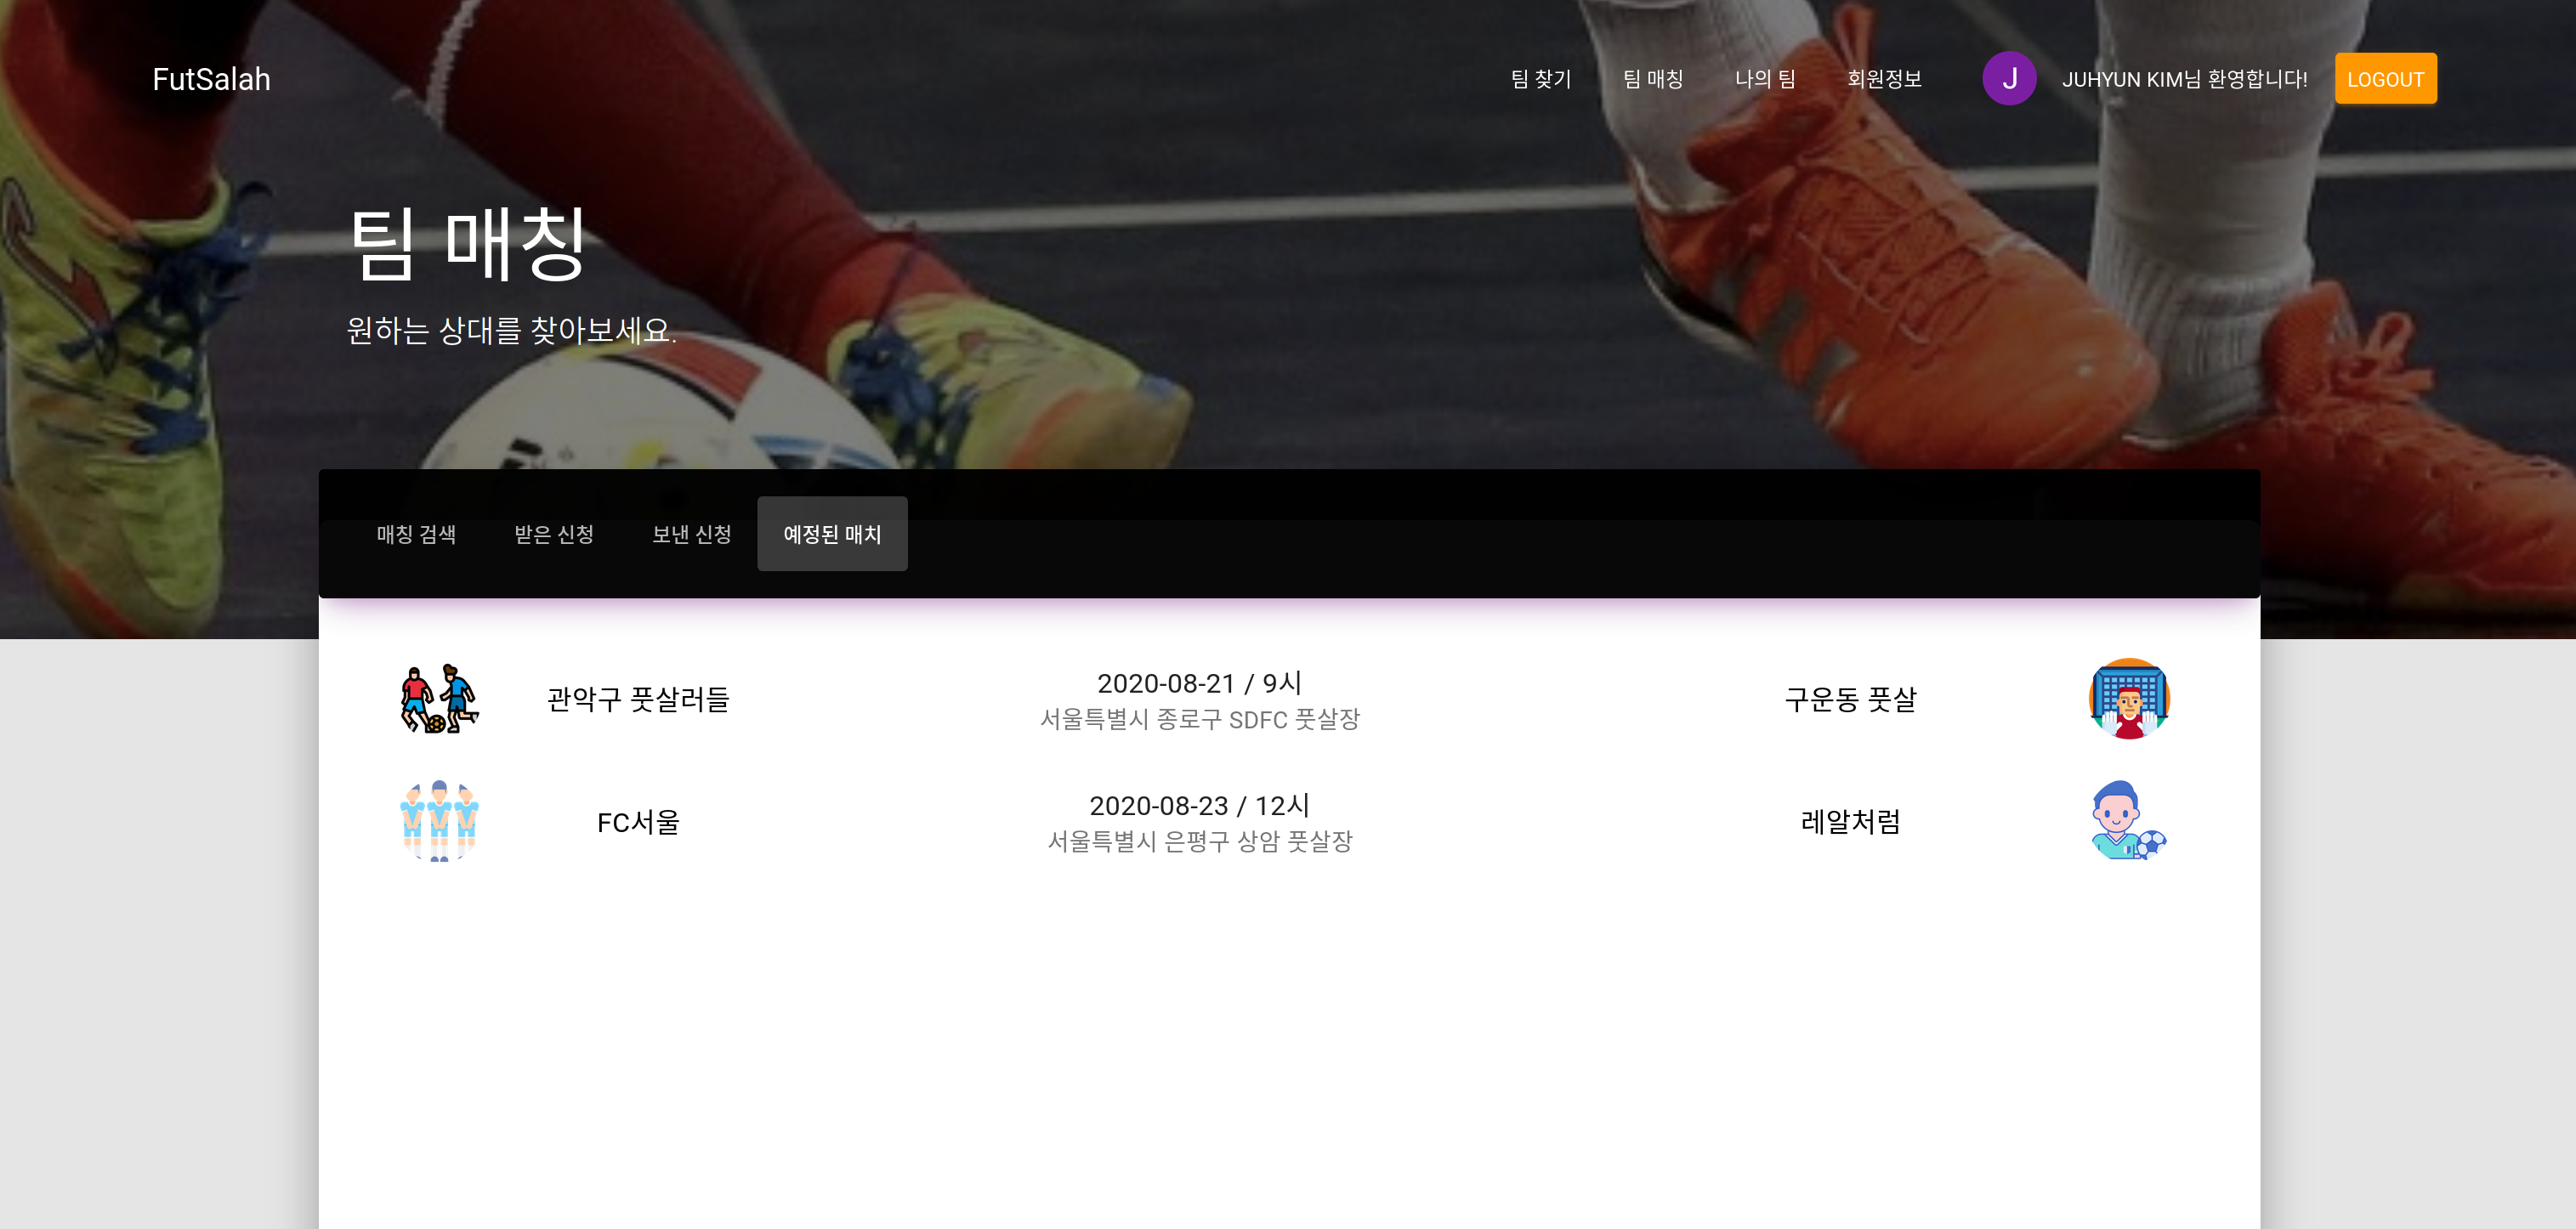 FutSalah
팀 찾기
팀 매칭
나의 팀
회원정보
J
JUHYUN KIM님 환영합니다!
LOGOUT
팀 매칭
원하는 상대를 찾아보세요.
매칭 검색
받은 신청
보낸 신청
예정된 매치
관악구 풋살러들
2020-08-21 / 9시
서울특별시 종로구 SDFC 풋살장
구운동 풋살
FC서울
2020-08-23 / 12시
서울특별시 은평구 상암 풋살장
레알처럼